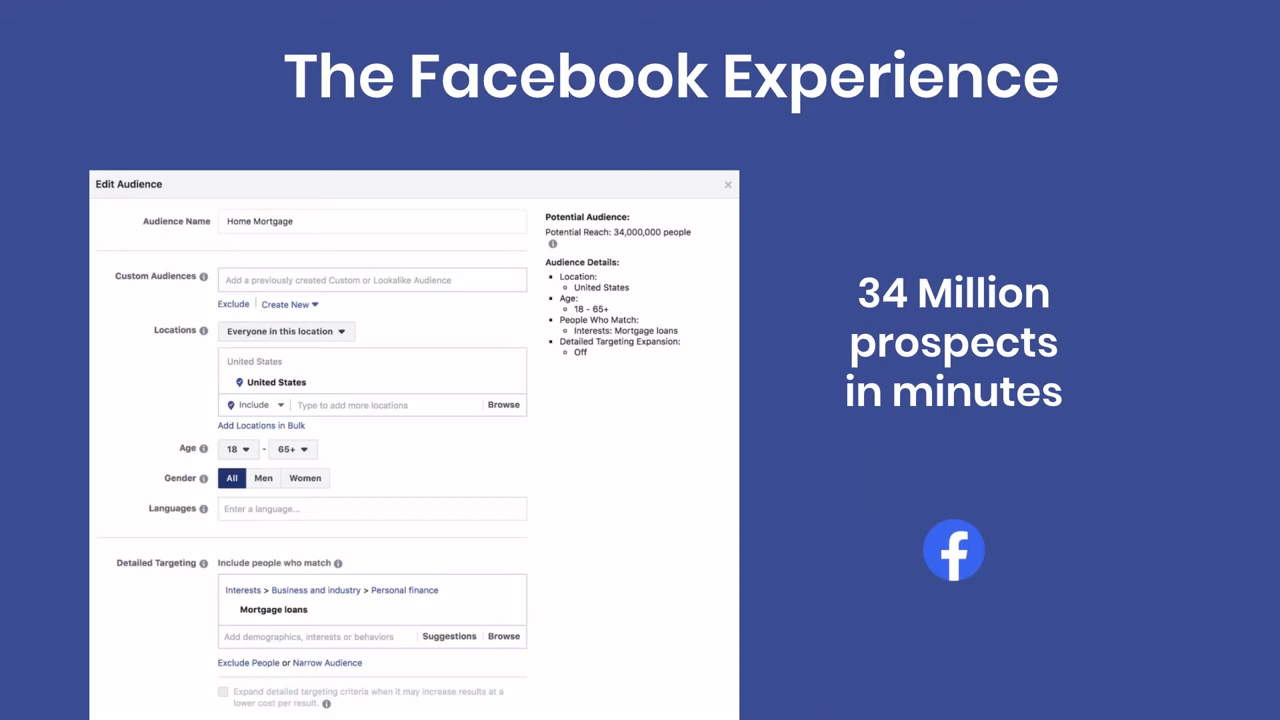 The Facebook Experience
Edit Audience
Audience Name
Home Mortgage
Custom Audiences
Add a previously created Custom or Lookalike Audience
Exclude
Create New
Locations
Everyone in this location
United States
United States
Include
Type to add more locations
Browse
Add Locations in Bulk
Age
18 - 65+
Gender
All Men Women
Languages
Enter a language...
Detailed Targeting
Include people who match
Interests > Business and industry > Personal finance
Mortgage loans
Add demographics, interests or behaviors
Suggestions
Browse
Exclude People or Narrow Audience
Expand detailed targeting criteria when it may increase results at a
lower cost per result.
Potential Audience:
Potential Reach: 34,000,000 people
Audience Details:
Location:
United States
Age:
18 - 65+
People Who Match:
Interests: Mortgage loans
Detailed Targeting Expansion:
Off
34 Million
prospects
in minutes